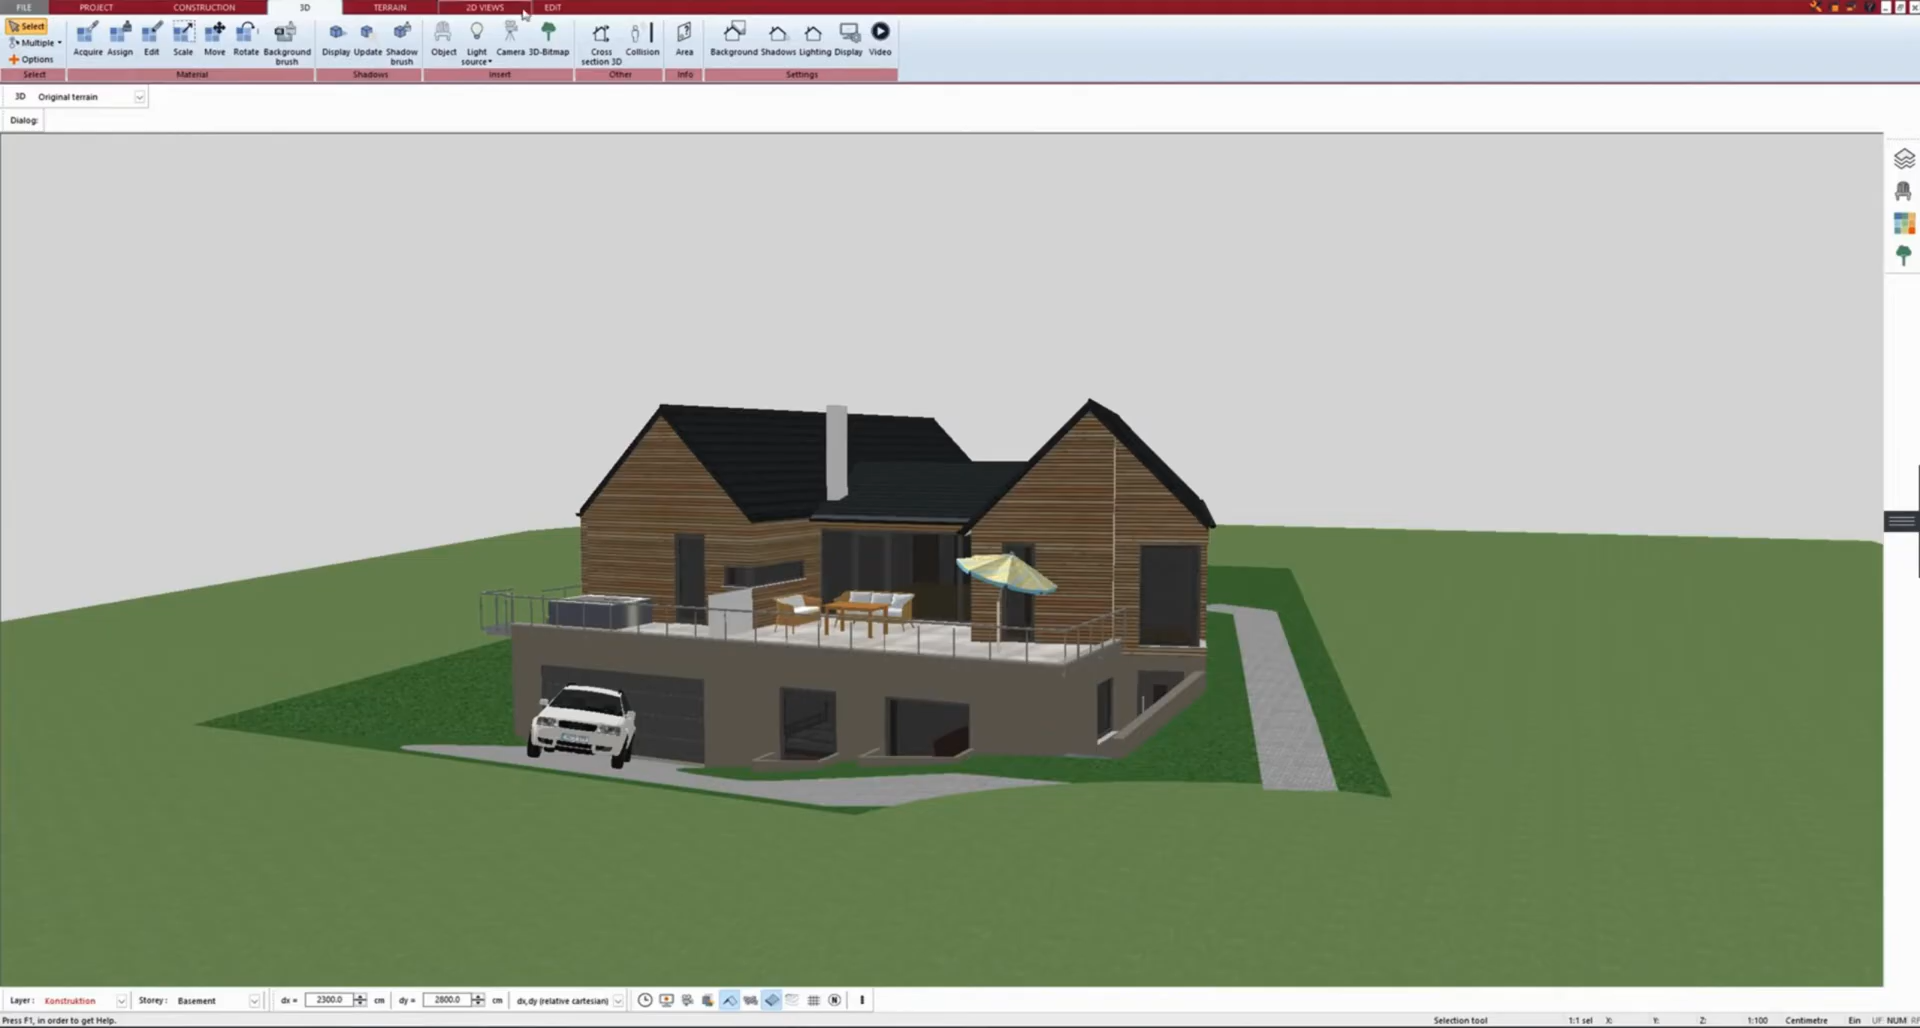 FILE PROJECT CONSTRUCTION 3D TERRAIN 2D VIEWS EDIT
Select
Multiple
Options
Acquire Assign Edit Scale Move Rotate Background brush
Display Update Shadow brush
Object Light source Camera 3D-Bitmap
Cross section 3D Collision
Area
Background Shadows Lighting Display Video
Select Material Shadows Insert Other Info Settings
3D Original terrain
Dialog:
Layer: Konstruktion Storey: Basement dx = 2300.0 cm dy = 2800.0 cm dx,dy (relative cartesian)
Press F1, in order to get Help. Selection tool 1:1 sel X: Y: Z: 1:100 Centimetre Ein UF NUM